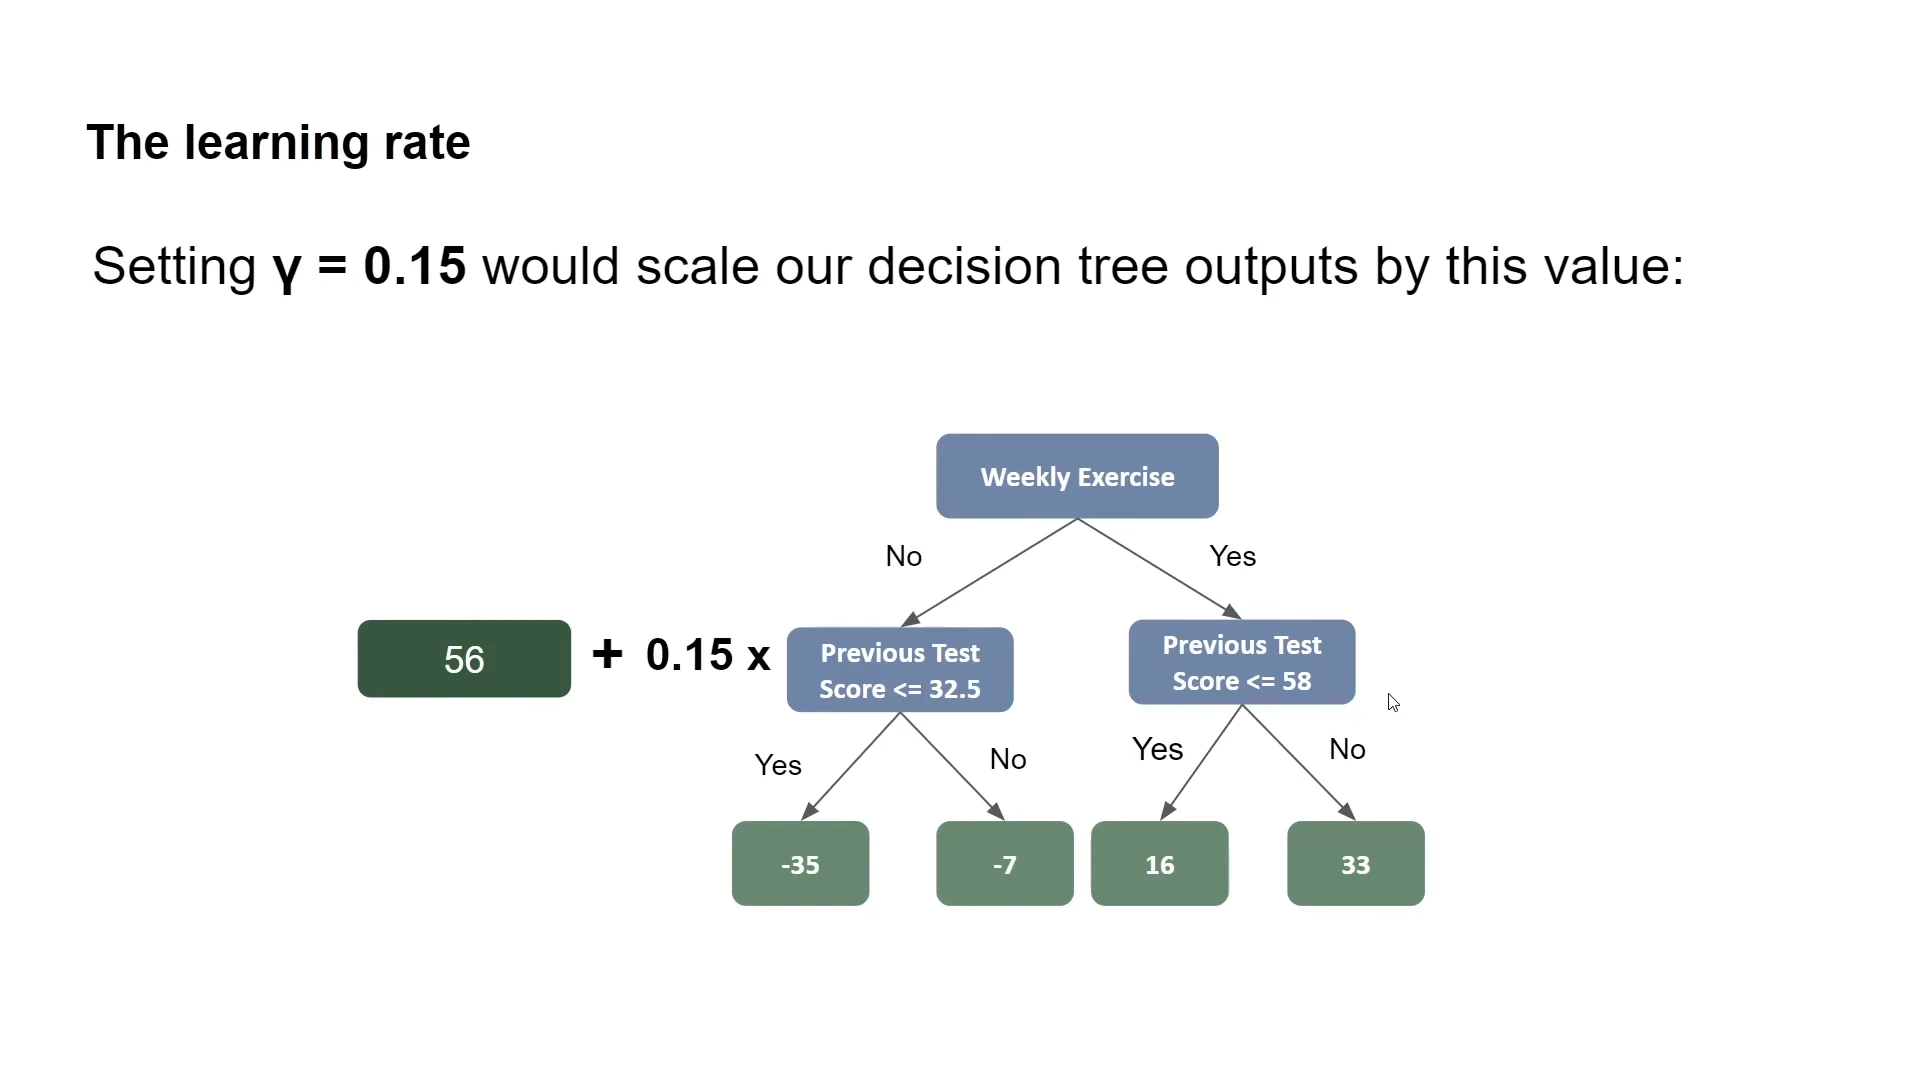 The learning rate
Setting γ = 0.15 would scale our decision tree outputs by this value:
Weekly Exercise
No
Yes
56
+ 0.15 x
Previous Test
Score <= 32.5
Previous Test
Score <= 58
Yes
No
Yes
No
-35
-7
16
33